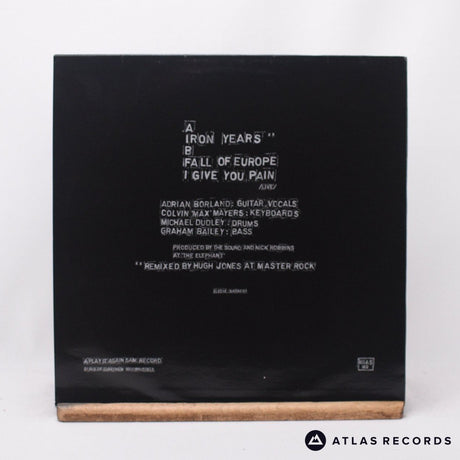 A
IRON YEARS **
B
FALL OF EUROPE
I GIVE YOU PAIN
/LIVE/
ADRIAN BORLAND: GUITAR, VOCALS
COLVIN 'MAX' MAYERS: KEYBOARDS
MICHAEL DUDLEY: DRUMS
GRAHAM BAILEY: BASS
PRODUCED BY THE SOUND AND NICK ROBBINS
AT 'THE ELEPHANT'
** REMIXED BY HUGH JONES AT MASTER ROCK
A PLAY IT AGAIN SAM RECORD
BIAS
ATLAS RECORDS